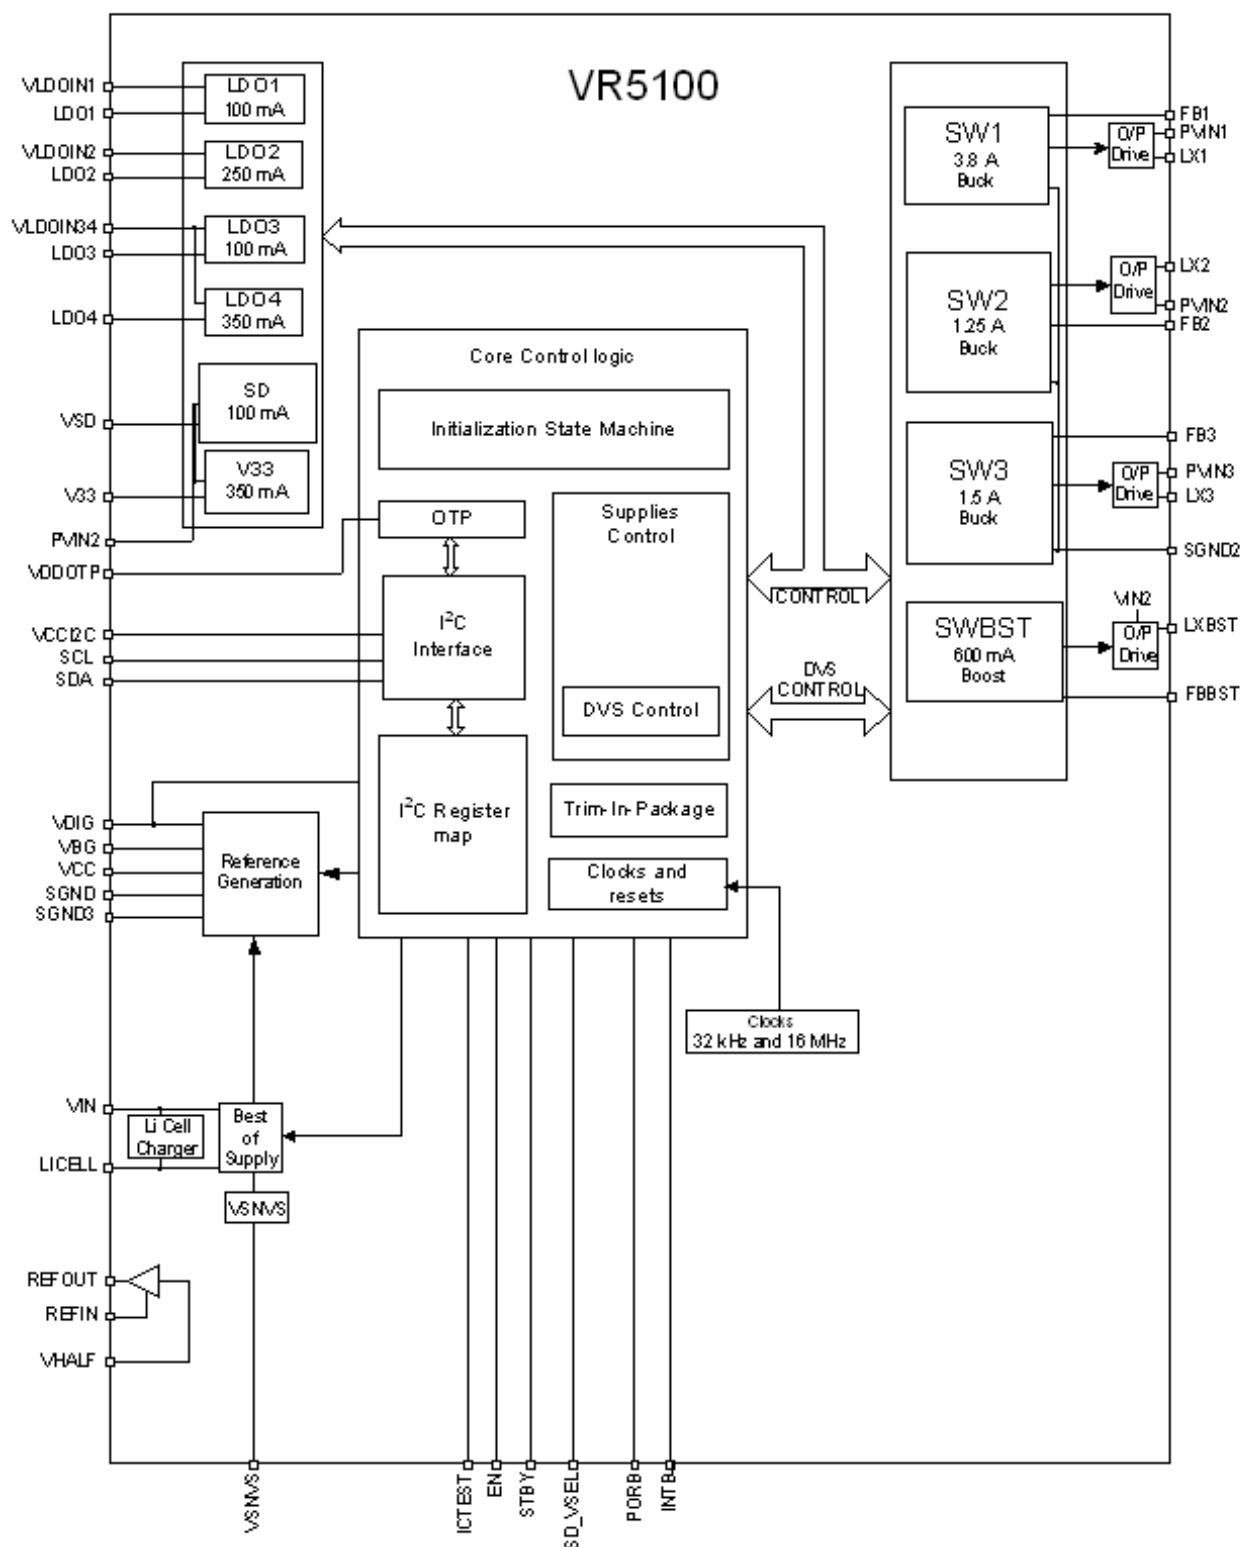 VR5100
VLDOIN1
LDO1
VLDOIN2
LDO2
VLDOIN34
LDO3
LDO4
VSD
V33
PVIN2
VDDOTP
VCCI2C
SCL
SDA
VDIG
VBG
VCC
SGND
SGND3
VIN
LICELL
REFOUT
REFIN
VHALF
LDO1
100 mA
LDO2
250 mA
LDO3
100 mA
LDO4
350 mA
SD
100 mA
V33
350 mA
Core Control logic
Initialization State Machine
OTP
I²C
Interface
I²C Register
map
Supplies
Control
DVS Control
Trim-In-Package
Clocks and
resets
Clocks
32 kHz and 16 MHz
Reference
Generation
Best
of
Supply
Li Cell
Charger
VSNVS
CONTROL
DVS
CONTROL
SW1
3.8 A
Buck
SW2
1.25 A
Buck
SW3
1.5 A
Buck
SWBST
600 mA
Boost
O/P
Drive
O/P
Drive
O/P
Drive
VIN2
O/P
Drive
FB1
PVIN1
LX1
LX2
PVIN2
FB2
FB3
PVIN3
LX3
SGND2
LXBST
FBBST
VSNVS
ICTEST
EN
STBY
SD_VSEL
PORB
INTB